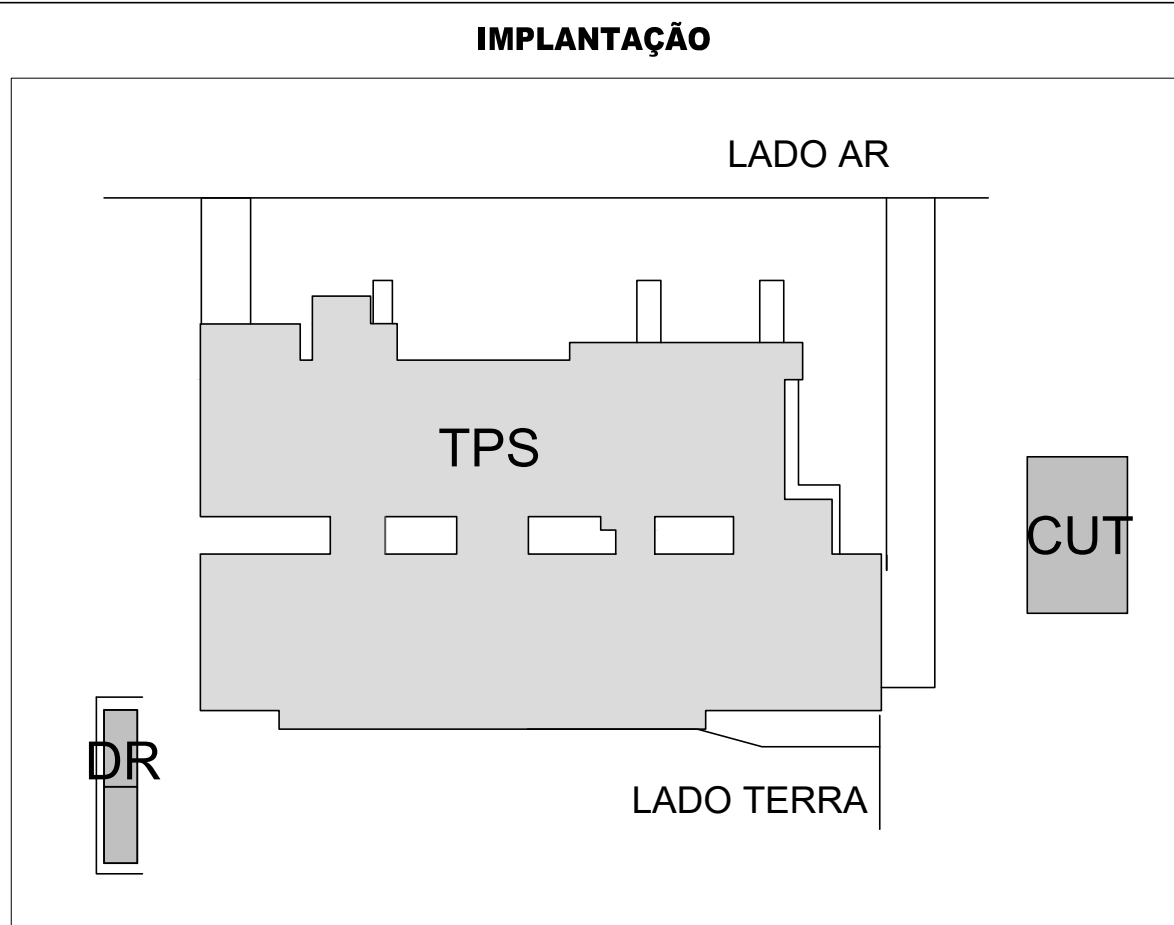 IMPLANTAÇÃO
LADO AR
TPS
CUT
DR
LADO TERRA